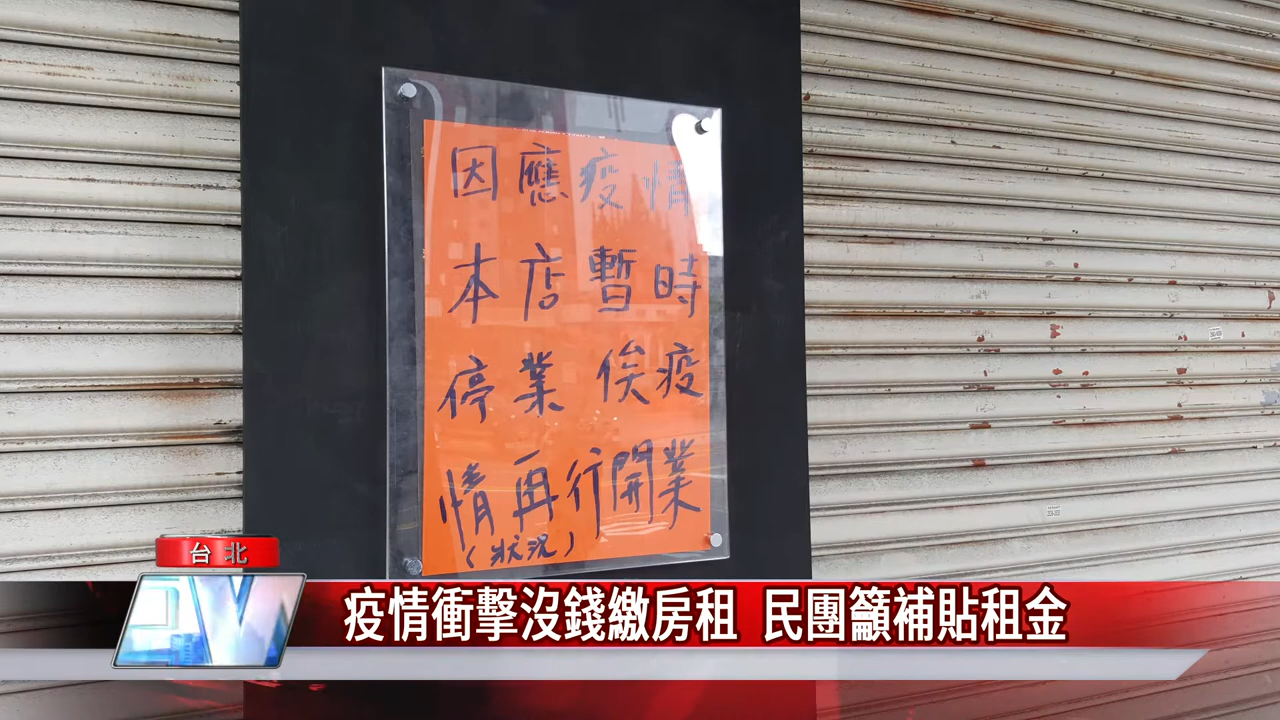 因應疫情
本店暫時
停業俟疫
情再行開業
(狀況)
台北
疫情衝擊沒錢繳房租 民團籲補貼租金